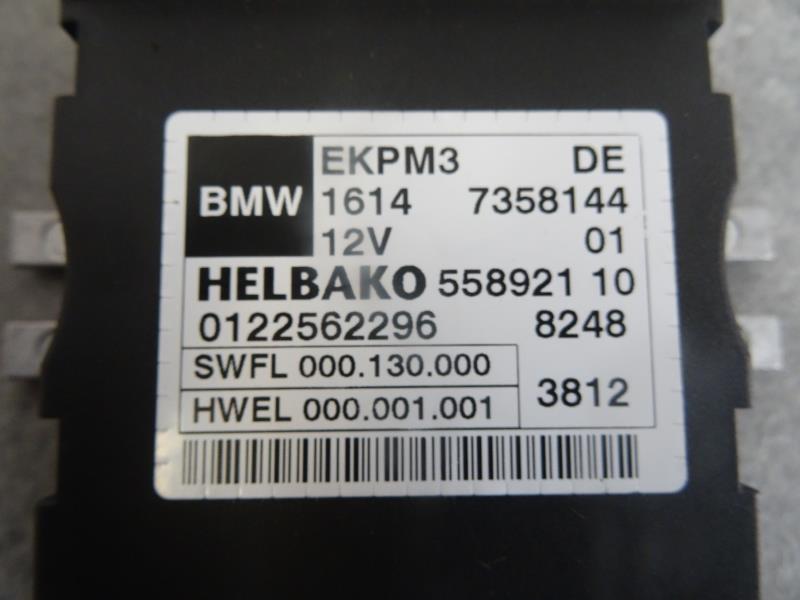 EKPM3 DE
BMW 1614 7358144
12V 01
HELBAKO 558921 10
0122562296 8248
SWFL 000.130.000
HWEL 000.001.001 3812